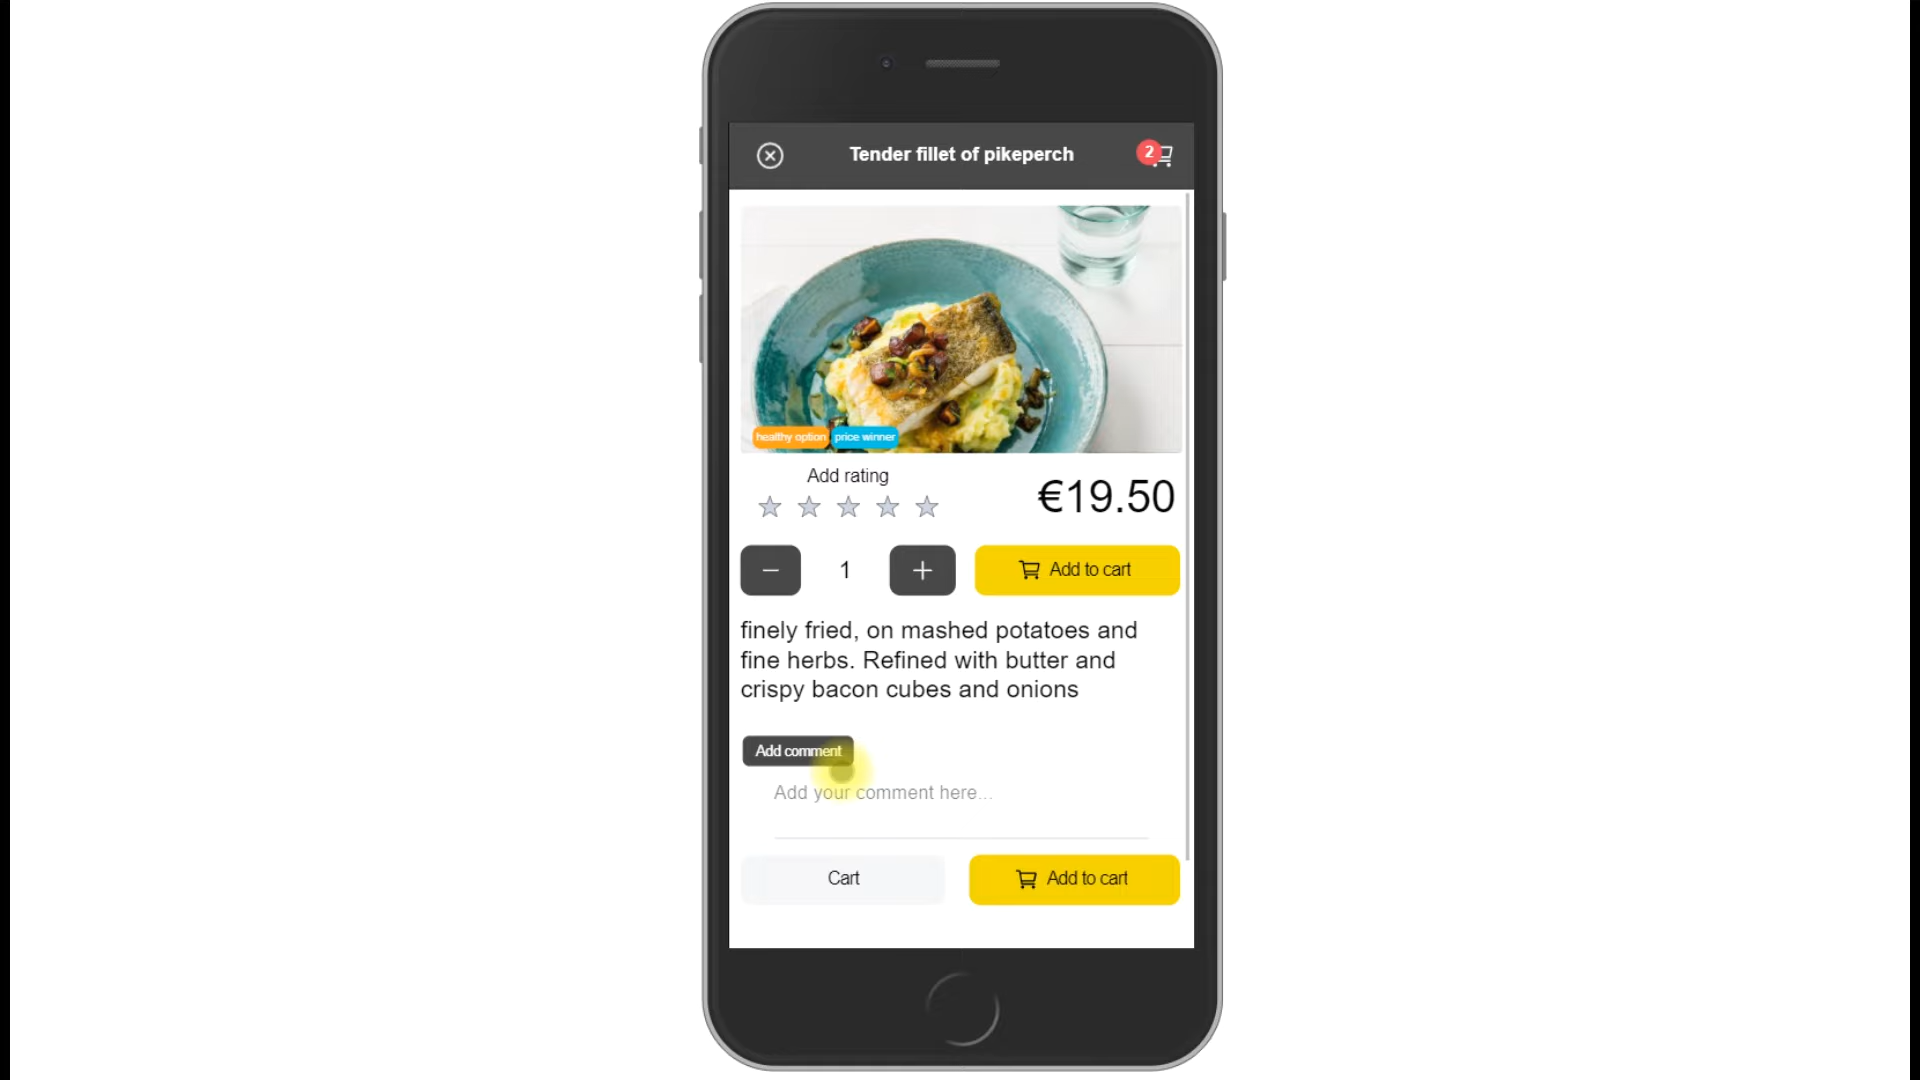 Tender fillet of pikeperch
2
healthy option price winner
Add rating
€19.50
1
Add to cart
finely fried, on mashed potatoes and
fine herbs. Refined with butter and
crispy bacon cubes and onions
Add comment
Add your comment here...
Cart
Add to cart